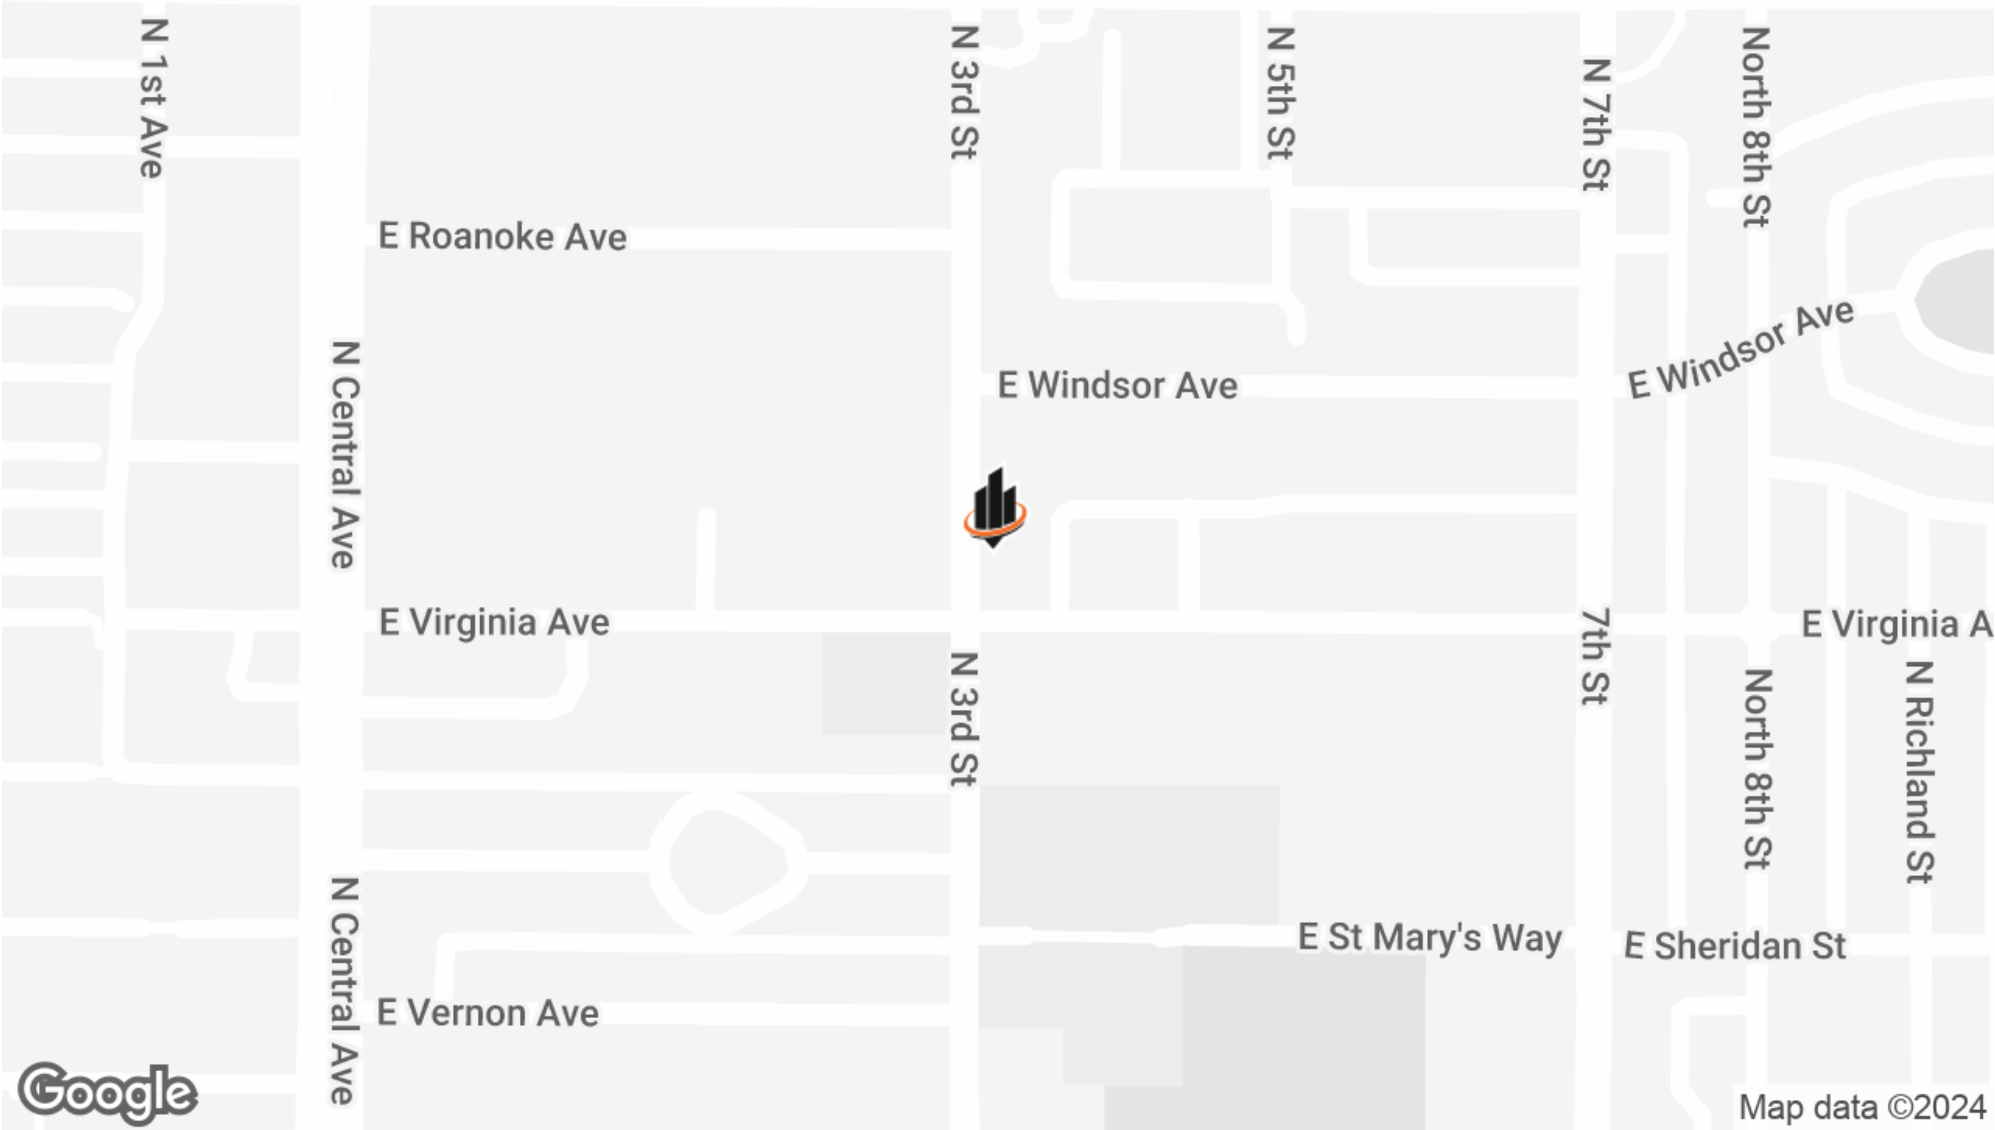 N 1st Ave
N 3rd St
N 5th St
N 7th St
North 8th St
E Roanoke Ave
N Central Ave
E Windsor Ave
E Windsor Ave
E Virginia Ave
7th St
E Virginia A
N 3rd St
North 8th St
N Richland St
N Central Ave
E St Mary's Way
E Sheridan St
E Vernon Ave
Google
Map data ©2024